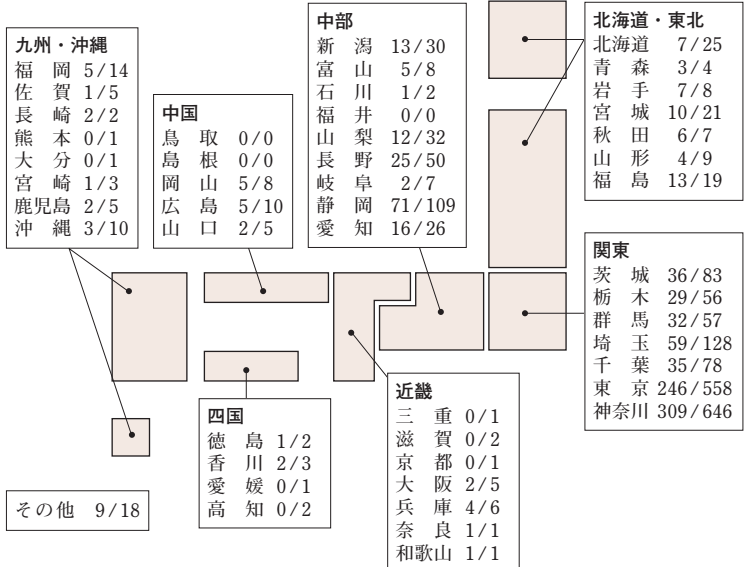 九州・沖縄
福岡 5/14
佐賀 1/5
長崎 2/2
熊本 0/1
大分 0/1
宮崎 1/3
鹿児島 2/5
沖縄 3/10
中国
鳥取 0/0
島根 0/0
岡山 5/8
広島 5/10
山口 2/5
中部
新潟 13/30
富山 5/8
石川 1/2
福井 0/0
山梨 12/32
長野 25/50
岐阜 2/7
静岡 71/109
愛知 16/26
北海道・東北
北海道 7/25
青森 3/4
岩手 7/8
宮城 10/21
秋田 6/7
山形 4/9
福島 13/19
関東
茨城 36/83
栃木 29/56
群馬 32/57
埼玉 59/128
千葉 35/78
東京 246/558
神奈川 309/646
近畿
三重 0/1
滋賀 0/2
京都 0/1
大阪 2/5
兵庫 4/6
奈良 1/1
和歌山 1/1
四国
徳島 1/2
香川 2/3
愛媛 0/1
高知 0/2
その他 9/18